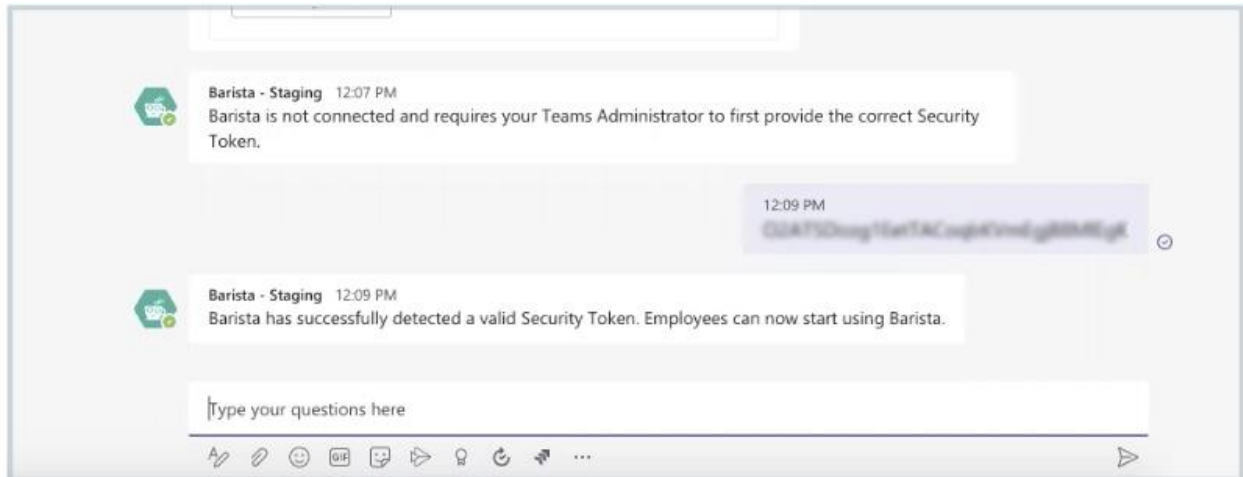 Barista - Staging 12:07 PM
Barista is not connected and requires your Teams Administrator to first provide the correct Security
Token.
12:09 PM
Barista - Staging 12:09 PM
Barista has successfully detected a valid Security Token. Employees can now start using Barista.
Type your questions here
GIF